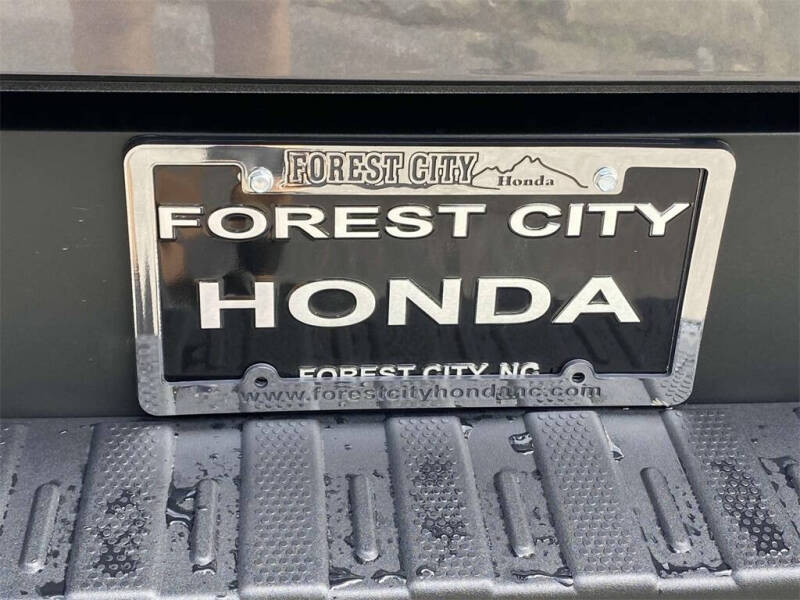 FOREST CITY
Honda
FOREST CITY
HONDA
FOREST CITY, NC
www.forestcityhondanc.com